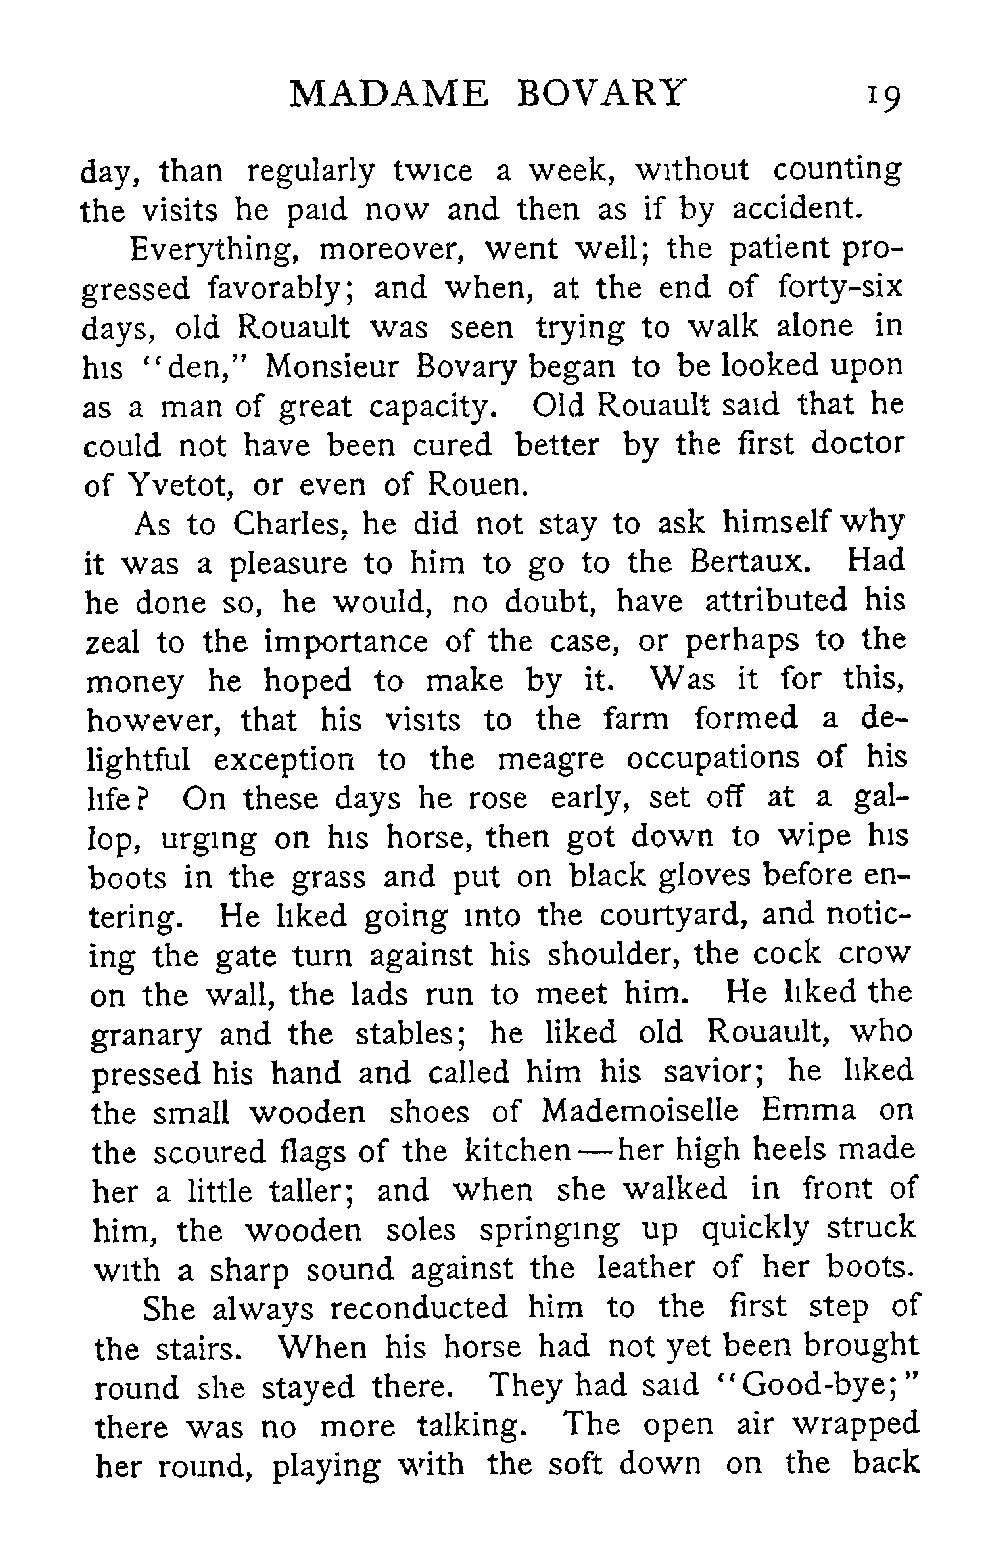 MADAME BOVARY 19
day, than regularly twice a week, without counting
the visits he paid now and then as if by accident.
Everything, moreover, went well; the patient pro-
gressed favorably; and when, at the end of forty-six
days, old Rouault was seen trying to walk alone in
his "den," Monsieur Bovary began to be looked upon
as a man of great capacity. Old Rouault said that he
could not have been cured better by the first doctor
of Yvetot, or even of Rouen.
As to Charles, he did not stay to ask himself why
it was a pleasure to him to go to the Bertaux. Had
he done so, he would, no doubt, have attributed his
zeal to the importance of the case, or perhaps to the
money he hoped to make by it. Was it for this,
however, that his visits to the farm formed a de-
lightful exception to the meagre occupations of his
life? On these days he rose early, set off at a gal-
lop, urging on his horse, then got down to wipe his
boots in the grass and put on black gloves before en-
tering. He liked going into the courtyard, and notic-
ing the gate turn against his shoulder, the cock crow
on the wall, the lads run to meet him. He liked the
granary and the stables; he liked old Rouault, who
pressed his hand and called him his savior; he liked
the small wooden shoes of Mademoiselle Emma on
the scoured flags of the kitchen—her high heels made
her a little taller; and when she walked in front of
him, the wooden soles springing up quickly struck
with a sharp sound against the leather of her boots.
She always reconducted him to the first step of
the stairs. When his horse had not yet been brought
round she stayed there. They had said "Good-bye;"
there was no more talking. The open air wrapped
her round, playing with the soft down on the back